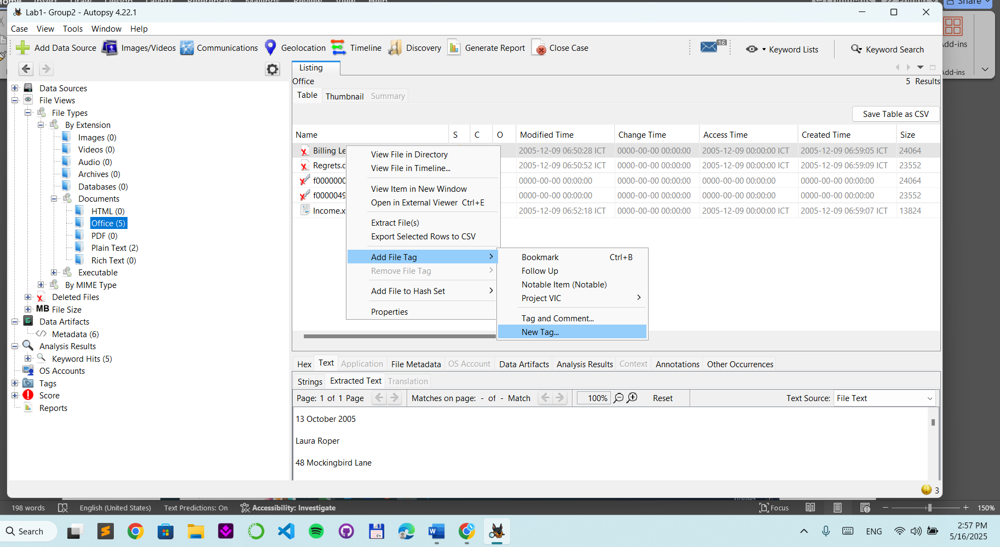 Lab1- Group2 - Autopsy 4.22.1
Case View Tools Window Help
Add Data Source Images/Videos Communications Geolocation Timeline Discovery Generate Report Close Case 16 Keyword Lists Keyword Search
Listing
Office
5 Results
Table Thumbnail Summary
Save Table as CSV
Data Sources
File Views
File Types
By Extension
Images (0)
Videos (0)
Audio (0)
Archives (0)
Databases (0)
Documents
HTML (0)
Office (5)
PDF (0)
Plain Text (2)
Rich Text (0)
Executable
By MIME Type
Deleted Files
MB File Size
Data Artifacts
Metadata (6)
Analysis Results
Keyword Hits (5)
OS Accounts
Tags
Score
Reports
Name S C O Modified Time Change Time Access Time Created Time Size
Billing Le 2005-12-09 06:50:28 ICT 0000-00-00 00:00:00 2005-12-09 00:00:00 ICT 2005-12-09 06:59:05 ICT 24064
Regrets. 2005-12-09 06:50:52 ICT 0000-00-00 00:00:00 2005-12-09 00:00:00 ICT 2005-12-09 06:59:09 ICT 23552
f0000000 0000-00-00 00:00:00 0000-00-00 00:00:00 0000-00-00 00:00:00 0000-00-00 00:00:00 24064
f0000049 0000-00-00 00:00:00 0000-00-00 00:00:00 0000-00-00 00:00:00 0000-00-00 00:00:00 23552
Income.x 2005-12-09 06:52:18 ICT 0000-00-00 00:00:00 2005-12-09 00:00:00 ICT 2005-12-09 06:59:07 ICT 13824
View File in Directory
View File in Timeline...
View Item in New Window
Open in External Viewer Ctrl+E
Extract File(s)
Export Selected Rows to CSV
Add File Tag
Remove File Tag
Add File to Hash Set
Properties
Bookmark Ctrl+B
Follow Up
Notable Item (Notable)
Project VIC
Tag and Comment...
New Tag...
Hex Text Application File Metadata OS Account Data Artifacts Analysis Results Context Annotations Other Occurrences
Strings Extracted Text Translation
Page: 1 of 1 Page Matches on page: - of - Match 100% Reset Text Source: File Text
13 October 2005
Laura Roper
48 Mockingbird Lane
3
Share
dd-ins
dd-ins
198 words English (United States) Text Predictions: On Accessibility: Investigate Focus 150%
Search
64
ENG
2:57 PM
5/16/2025